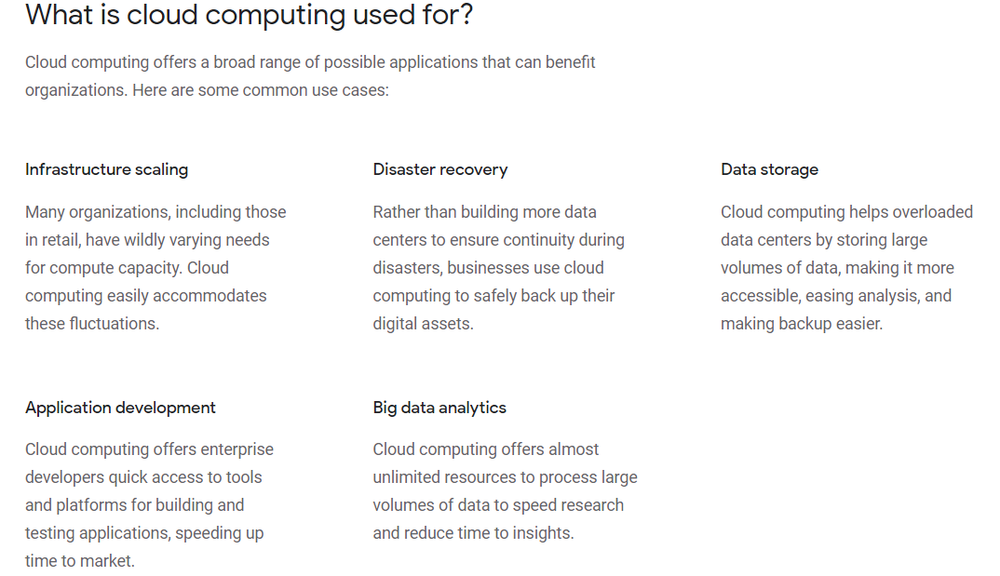 What is cloud computing used for?
Cloud computing offers a broad range of possible applications that can benefit
organizations. Here are some common use cases:
Infrastructure scaling
Many organizations, including those
in retail, have wildly varying needs
for compute capacity. Cloud
computing easily accommodates
these fluctuations.
Disaster recovery
Rather than building more data
centers to ensure continuity during
disasters, businesses use cloud
computing to safely back up their
digital assets.
Data storage
Cloud computing helps overloaded
data centers by storing large
volumes of data, making it more
accessible, easing analysis, and
making backup easier.
Application development
Cloud computing offers enterprise
developers quick access to tools
and platforms for building and
testing applications, speeding up
time to market.
Big data analytics
Cloud computing offers almost
unlimited resources to process large
volumes of data to speed research
and reduce time to insights.